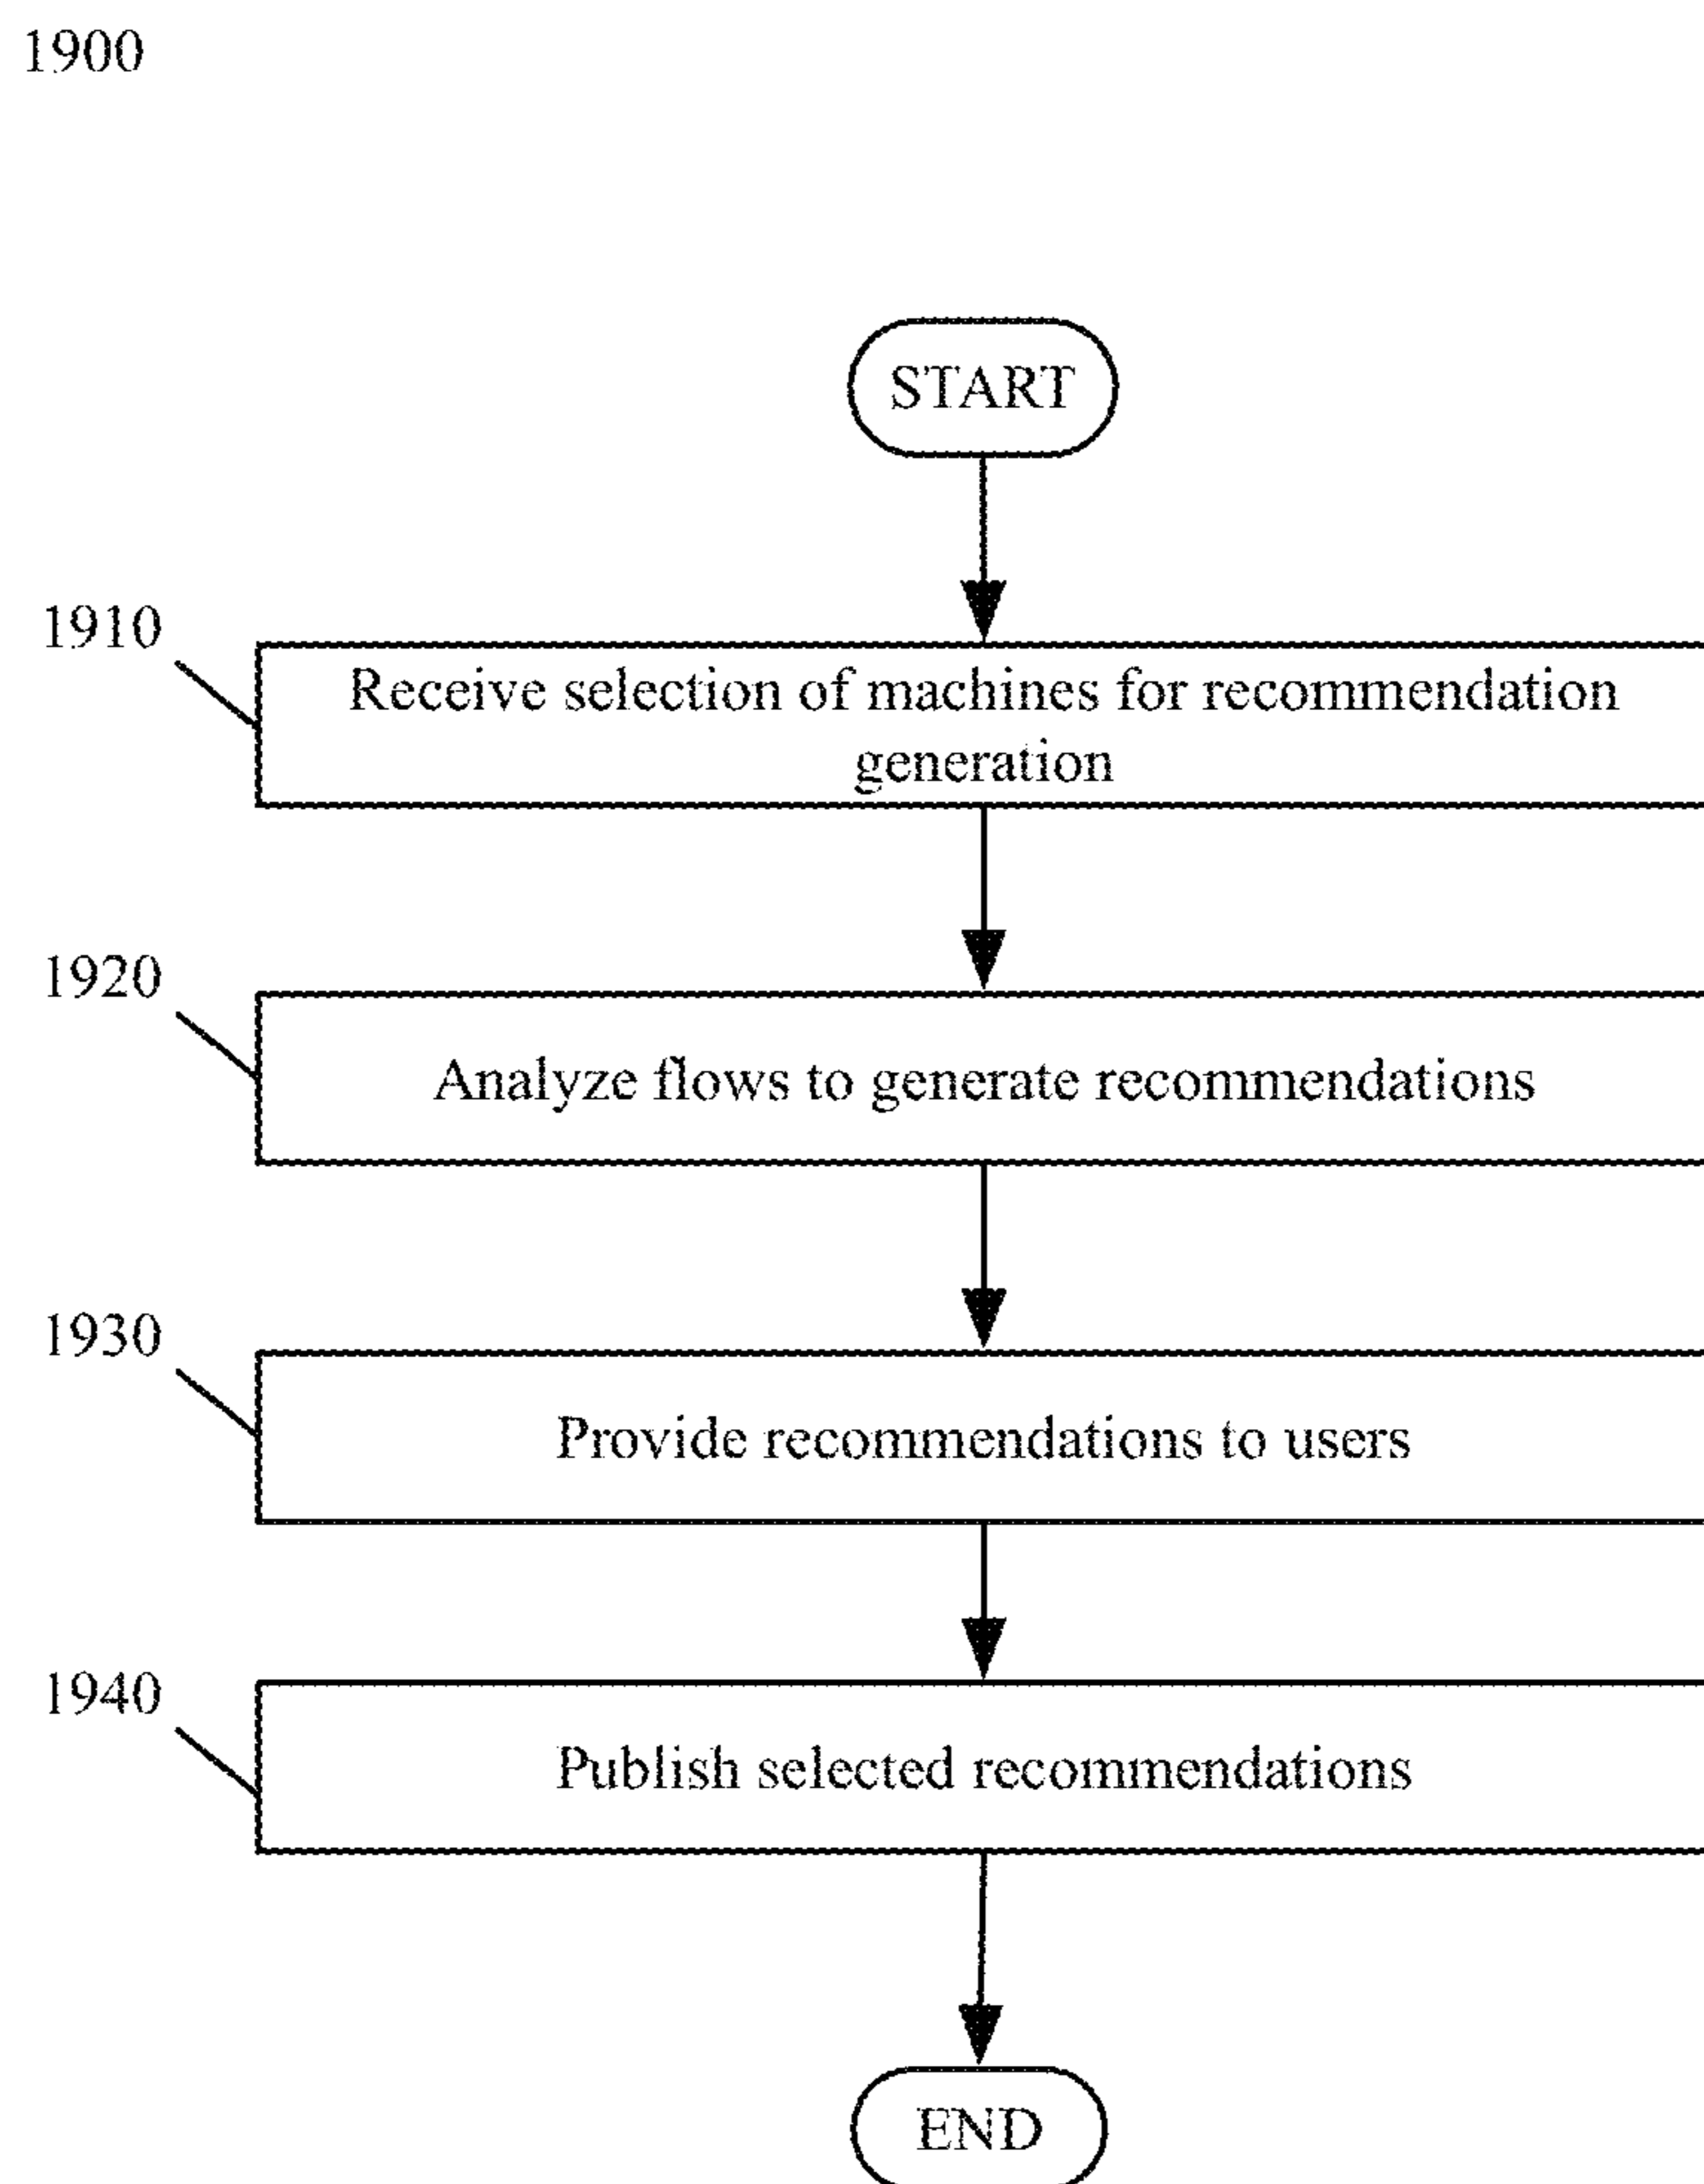 1900
START
1910
Receive selection of machines for recommendation
generation
1920
Analyze flows to generate recommendations
1930
Provide recommendations to users
1940
Publish selected recommendations
END